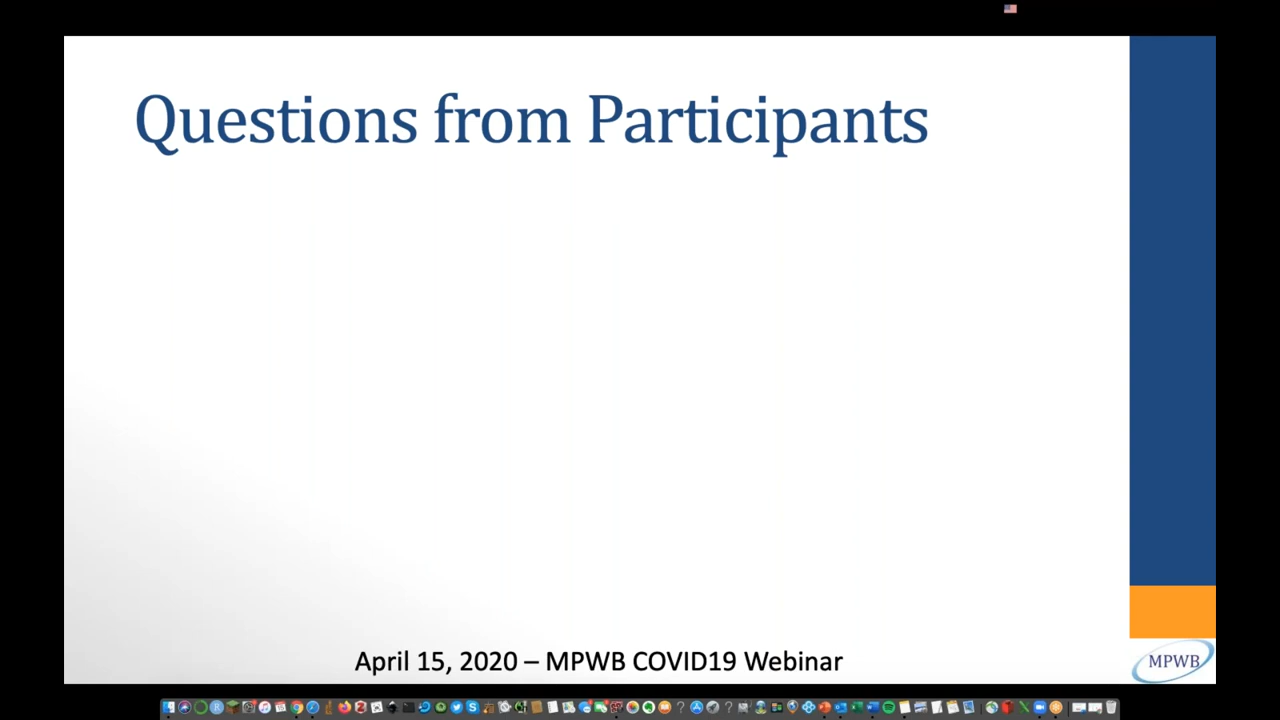 Questions from Participants
April 15, 2020 – MPWB COVID19 Webinar
MPWB